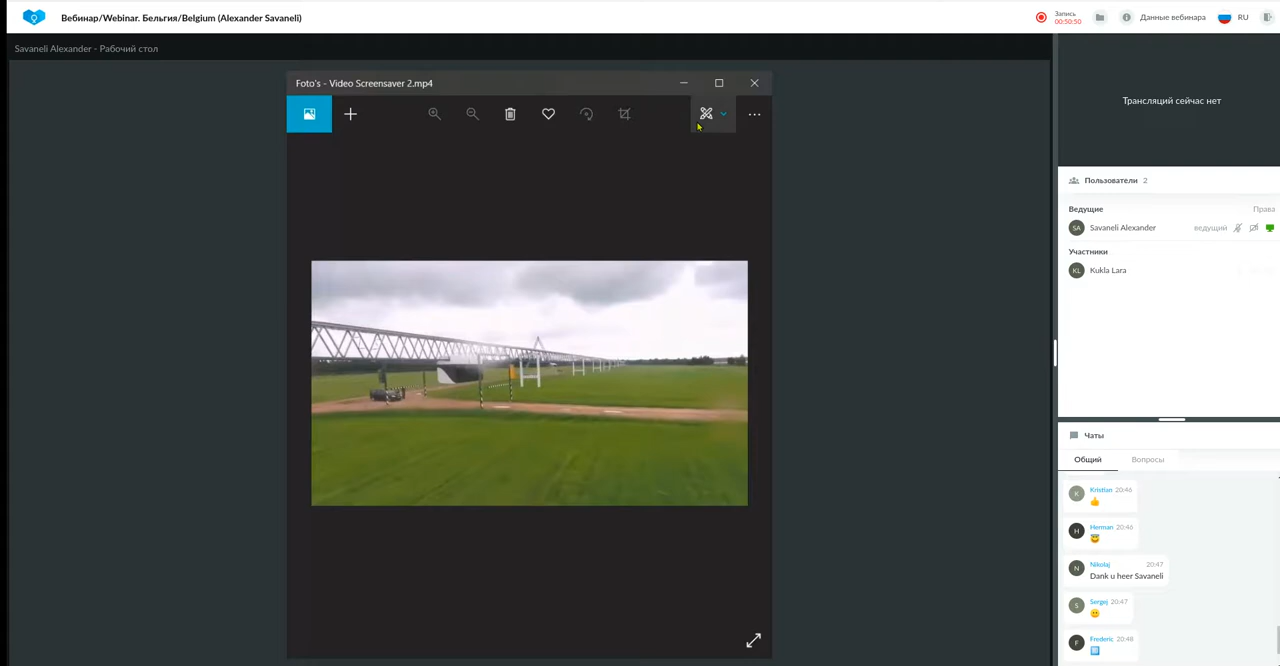 Вебинар/Webinar. Бельгия/Belgium (Alexander Savaneli)
Запись
00:50:50
Данные вебинара
RU
Savaneli Alexander - Рабочий стол
Foto's - Video Screensaver 2.mp4
Трансляций сейчас нет
Пользователи 2
Ведущие Права
SA Savaneli Alexander ведущий
Участники
KL Kukla Lara
Чаты
Общий Вопросы
K Kristian 20:46
H Herman 20:46
N Nikolaj 20:47
Dank u heer Savaneli
S Sergej 20:47
F Frederic 20:48